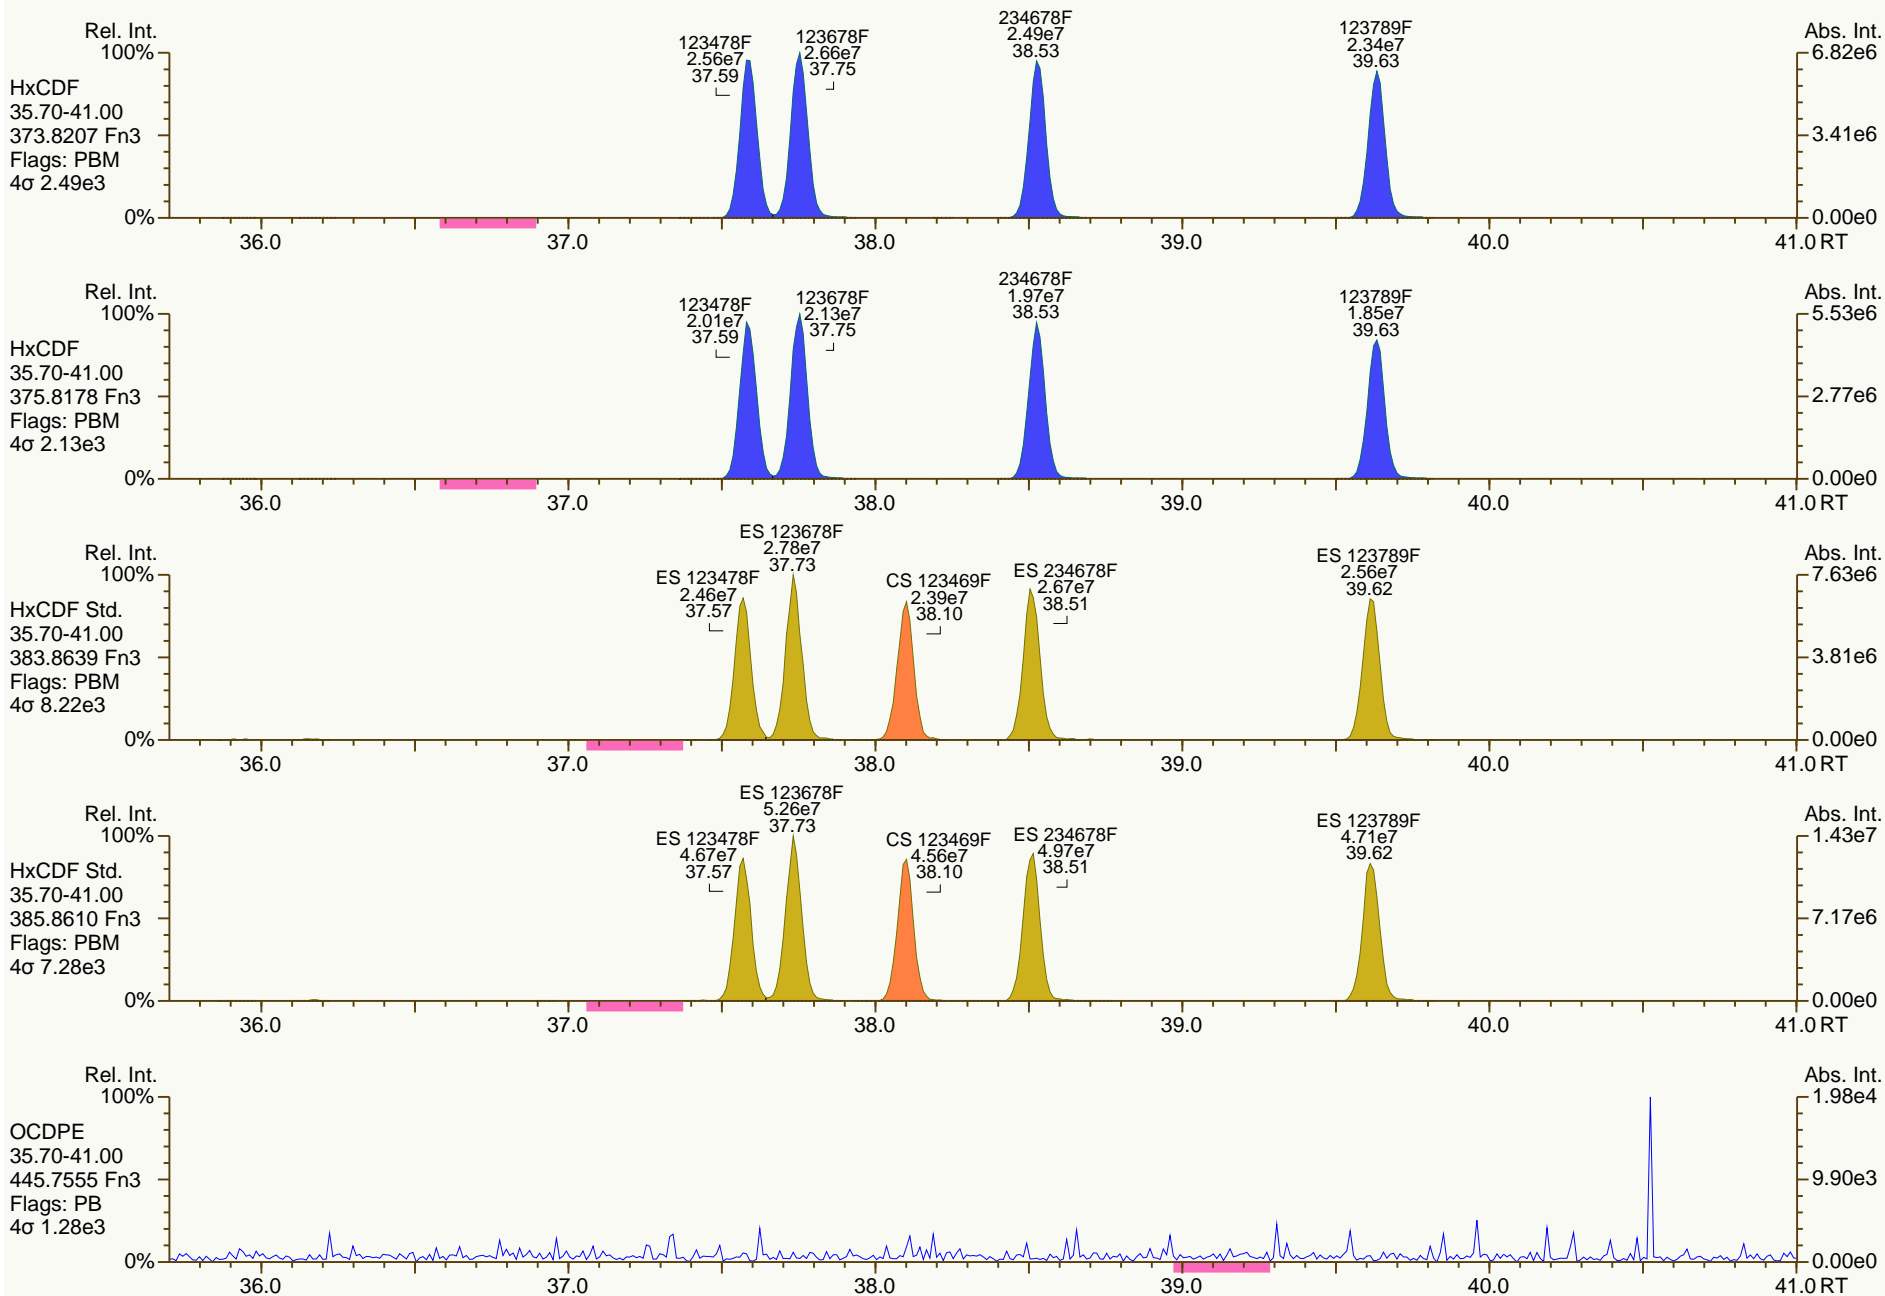 Rel. Int.
100%
0%
HxCDF
35.70-41.00
373.8207 Fn3
Flags: PBM
4σ 2.49e3
123478F
2.56e7
37.59
123678F
2.66e7
37.75
234678F
2.49e7
38.53
123789F
2.34e7
39.63
Abs. Int.
6.82e6
3.41e6
0.00e0
36.0 37.0 38.0 39.0 40.0 41.0 RT
Rel. Int.
100%
0%
HxCDF
35.70-41.00
375.8178 Fn3
Flags: PBM
4σ 2.13e3
123478F
2.01e7
37.59
123678F
2.13e7
37.75
234678F
1.97e7
38.53
123789F
1.85e7
39.63
Abs. Int.
5.53e6
2.77e6
0.00e0
36.0 37.0 38.0 39.0 40.0 41.0 RT
Rel. Int.
100%
0%
HxCDF Std.
35.70-41.00
383.8639 Fn3
Flags: PBM
4σ 8.22e3
ES 123478F
2.46e7
37.57
ES 123678F
2.78e7
37.73
CS 123469F
2.39e7
38.10
ES 234678F
2.67e7
38.51
ES 123789F
2.56e7
39.62
Abs. Int.
7.63e6
3.81e6
0.00e0
36.0 37.0 38.0 39.0 40.0 41.0 RT
Rel. Int.
100%
0%
HxCDF Std.
35.70-41.00
385.8610 Fn3
Flags: PBM
4σ 7.28e3
ES 123478F
4.67e7
37.57
ES 123678F
5.26e7
37.73
CS 123469F
4.56e7
38.10
ES 234678F
4.97e7
38.51
ES 123789F
4.71e7
39.62
Abs. Int.
1.43e7
7.17e6
0.00e0
36.0 37.0 38.0 39.0 40.0 41.0 RT
Rel. Int.
100%
0%
OCDPE
35.70-41.00
445.7555 Fn3
Flags: PB
4σ 1.28e3
Abs. Int.
1.98e4
9.90e3
0.00e0
36.0 37.0 38.0 39.0 40.0 41.0 RT